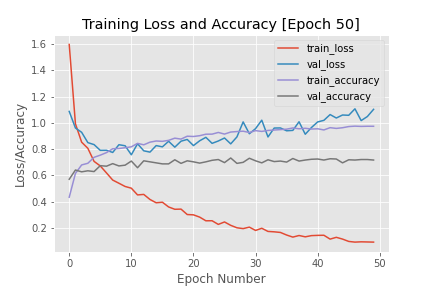 Training Loss and Accuracy [Epoch 50]
train_loss
val_loss
train_accuracy
val_accuracy
1.6
1.4
1.2
1.0
0.8
0.6
0.4
0.2
Loss/Accuracy
0 10 20 30 40 50
Epoch Number